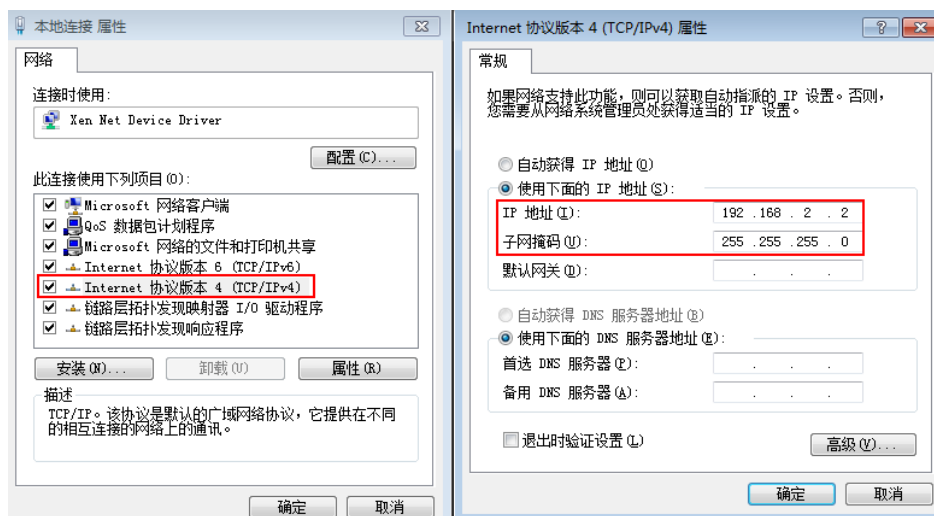 本地连接 属性
网络
连接时使用:
Xen Net Device Driver
配置(C)...
此连接使用下列项目(O):
Microsoft 网络客户端
QoS 数据包计划程序
Microsoft 网络的文件和打印机共享
Internet 协议版本 6 (TCP/IPv6)
Internet 协议版本 4 (TCP/IPv4)
链路层拓扑发现映射器 I/O 驱动程序
链路层拓扑发现响应程序
安装(N)...
卸载(U)
属性(R)
描述
TCP/IP。该协议是默认的广域网络协议，它提供在不同
的相互连接的网络上的通讯。
确定
取消
Internet 协议版本 4 (TCP/IPv4) 属性
常规
如果网络支持此功能，则可以获取自动指派的 IP 设置。否则，
您需要从网络系统管理员处获得适当的 IP 设置。
自动获得 IP 地址(O)
使用下面的 IP 地址(S):
IP 地址(I): 192 .168 . 2 . 2
子网掩码(U): 255 .255 .255 . 0
默认网关(D): . . .
自动获得 DNS 服务器地址(B)
使用下面的 DNS 服务器地址(E):
首选 DNS 服务器(P): . . .
备用 DNS 服务器(A): . . .
退出时验证设置(L)
高级(V)...
确定
取消